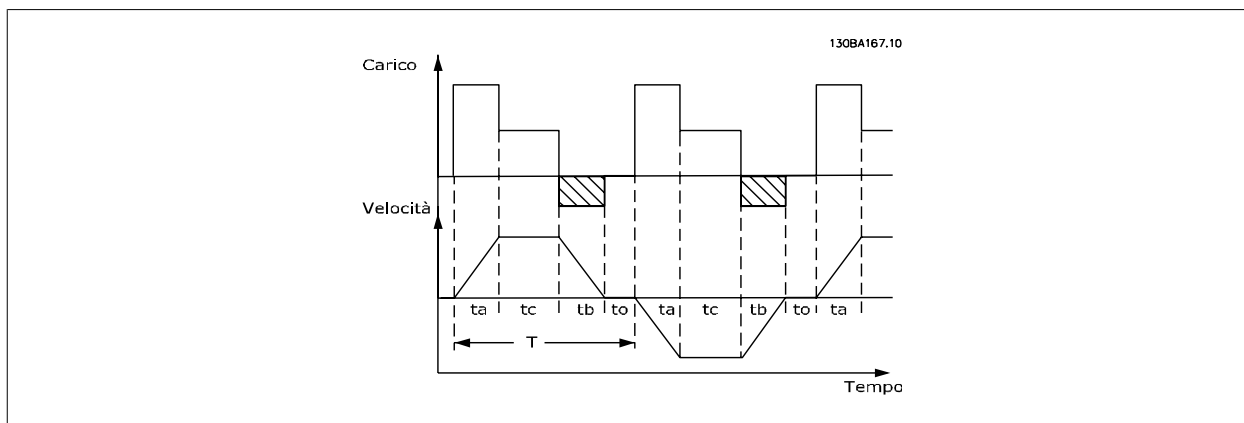 130BA167.10
Carico
Velocità
ta tc tb to ta tc tb to ta
T
Tempo